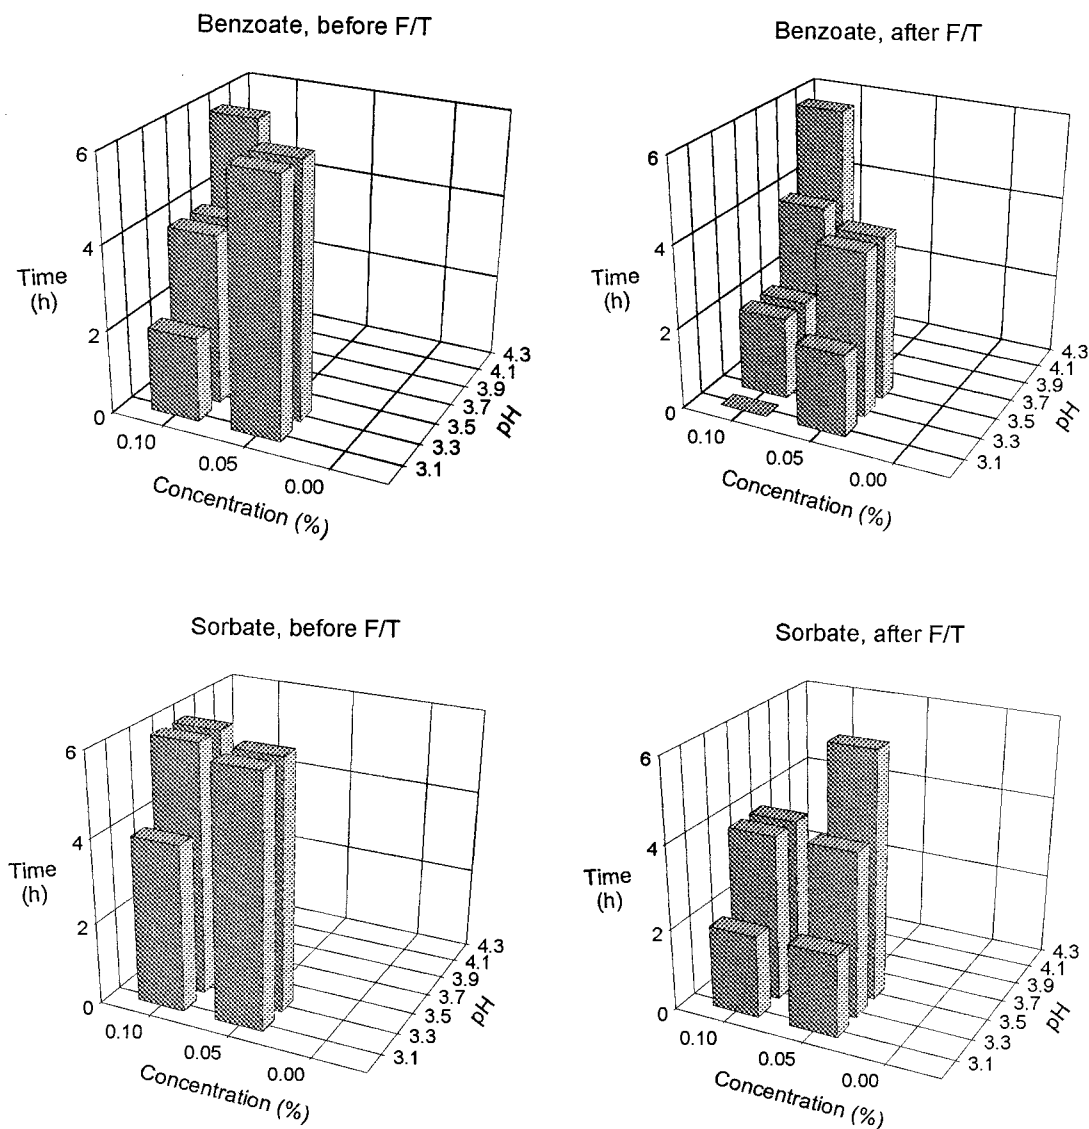 Benzoate, before F/T
6
4
2
0
Time
(h)
0.10
0.05
0.00
Concentration (%)
4.3
4.1
3.9
3.7
3.5
3.3
3.1
pH
Benzoate, after F/T
6
4
2
0
Time
(h)
0.10
0.05
0.00
Concentration (%)
4.3
4.1
3.9
3.7
3.5
3.3
3.1
pH
Sorbate, before F/T
6
4
2
0
Time
(h)
0.10
0.05
0.00
Concentration (%)
4.3
4.1
3.9
3.7
3.5
3.3
3.1
pH
Sorbate, after F/T
6
4
2
0
Time
(h)
0.10
0.05
0.00
Concentration (%)
4.3
4.1
3.9
3.7
3.5
3.3
3.1
pH